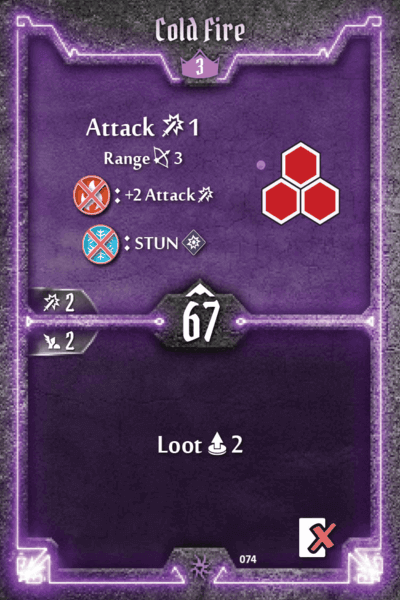 Cold Fire
3
Attack 1
Range 3
: +2 Attack
: STUN
2
67
2
Loot 2
074